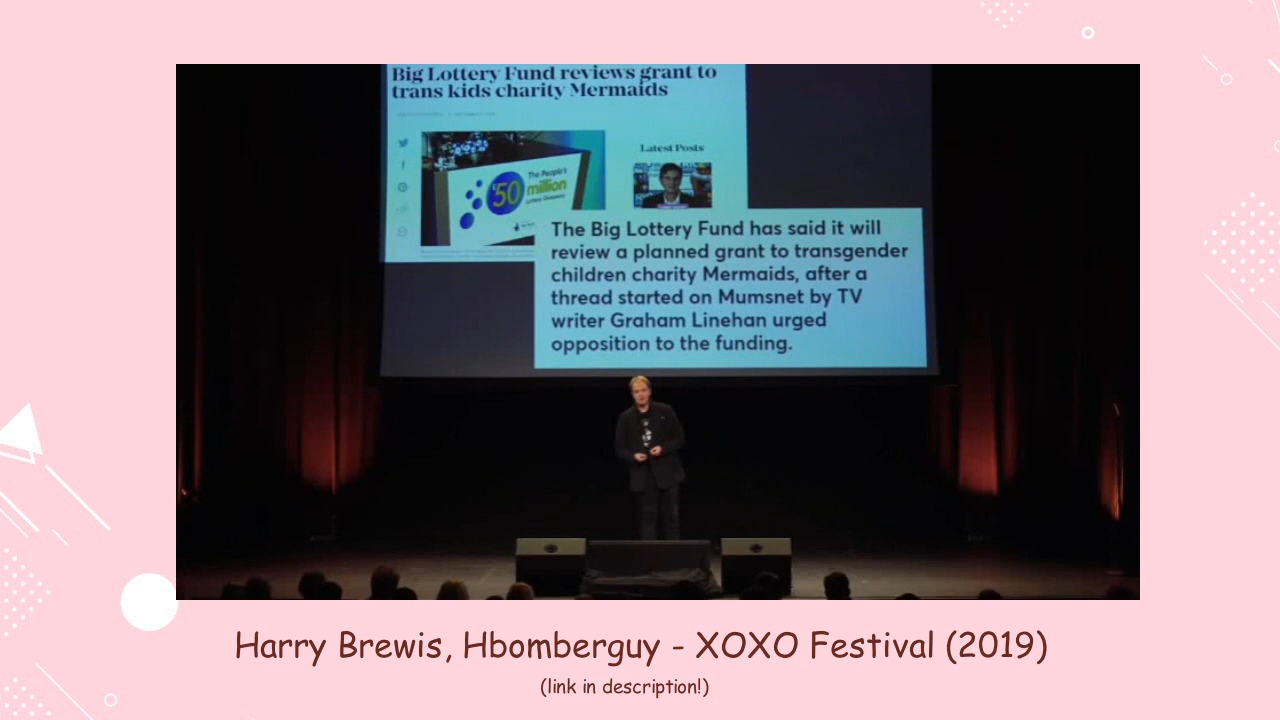 Big Lottery Fund reviews grant to
trans kids charity Mermaids
Latest Posts
The People's
'50 million
Lottery Giveaway
The Big Lottery Fund has said it will
review a planned grant to transgender
children charity Mermaids, after a
thread started on Mumsnet by TV
writer Graham Linehan urged
opposition to the funding.
Harry Brewis, Hbomberguy - XOXO Festival (2019)
(link in description!)